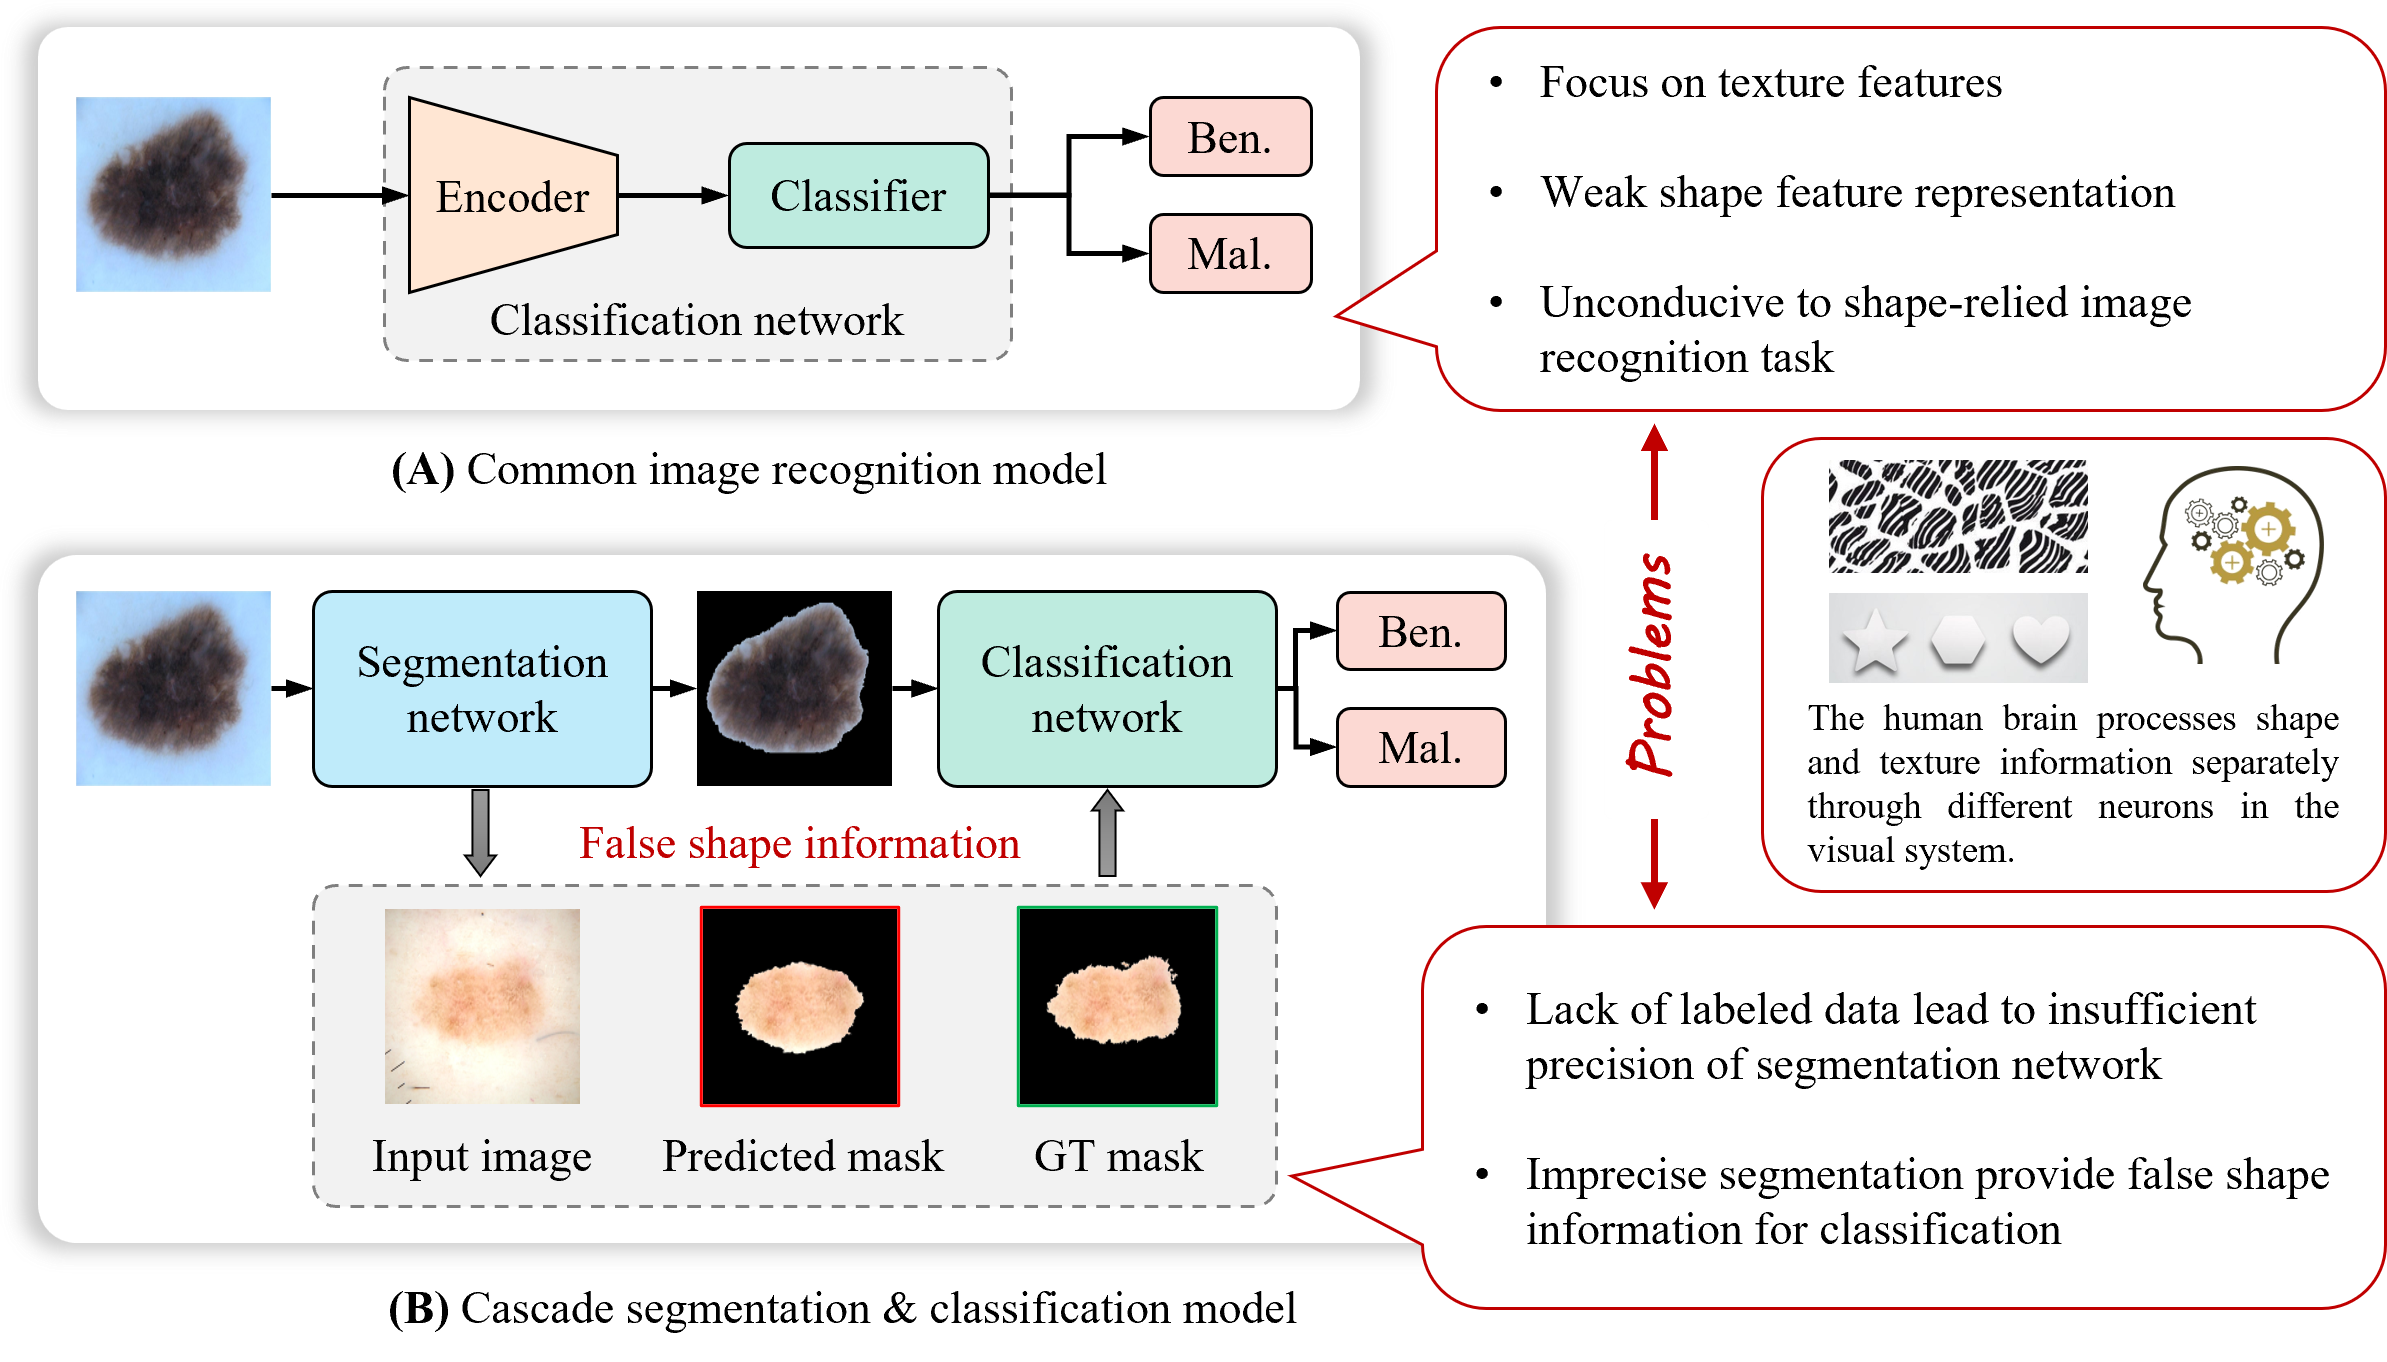 Encoder
Classifier
Classification network
Ben.
Mal.
(A) Common image recognition model
• Focus on texture features
• Weak shape feature representation
• Unconducive to shape-relied image
recognition task
Problems
The human brain processes shape
and texture information separately
through different neurons in the
visual system.
Segmentation
network
Classification
network
Ben.
Mal.
False shape information
Input image
Predicted mask
GT mask
(B) Cascade segmentation & classification model
• Lack of labeled data lead to insufficient
precision of segmentation network
• Imprecise segmentation provide false shape
information for classification